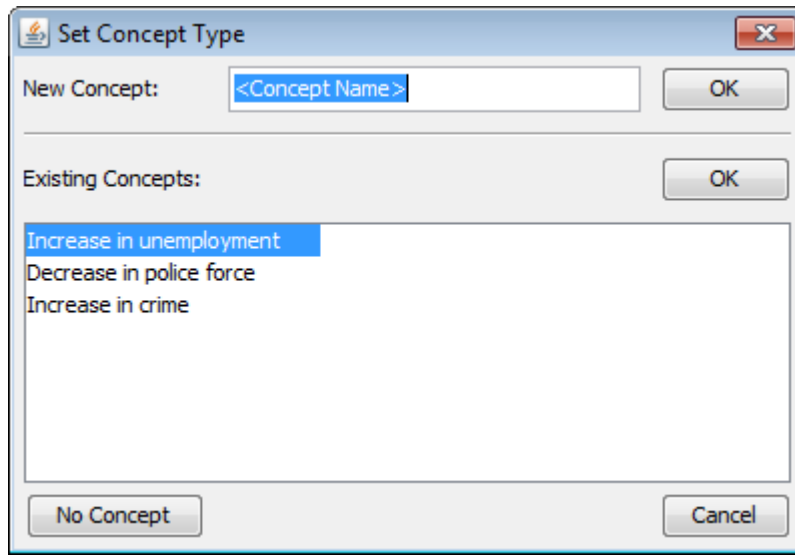 Set Concept Type
New Concept: <Concept Name> OK
Existing Concepts: OK
Increase in unemployment
Decrease in police force
Increase in crime
No Concept Cancel